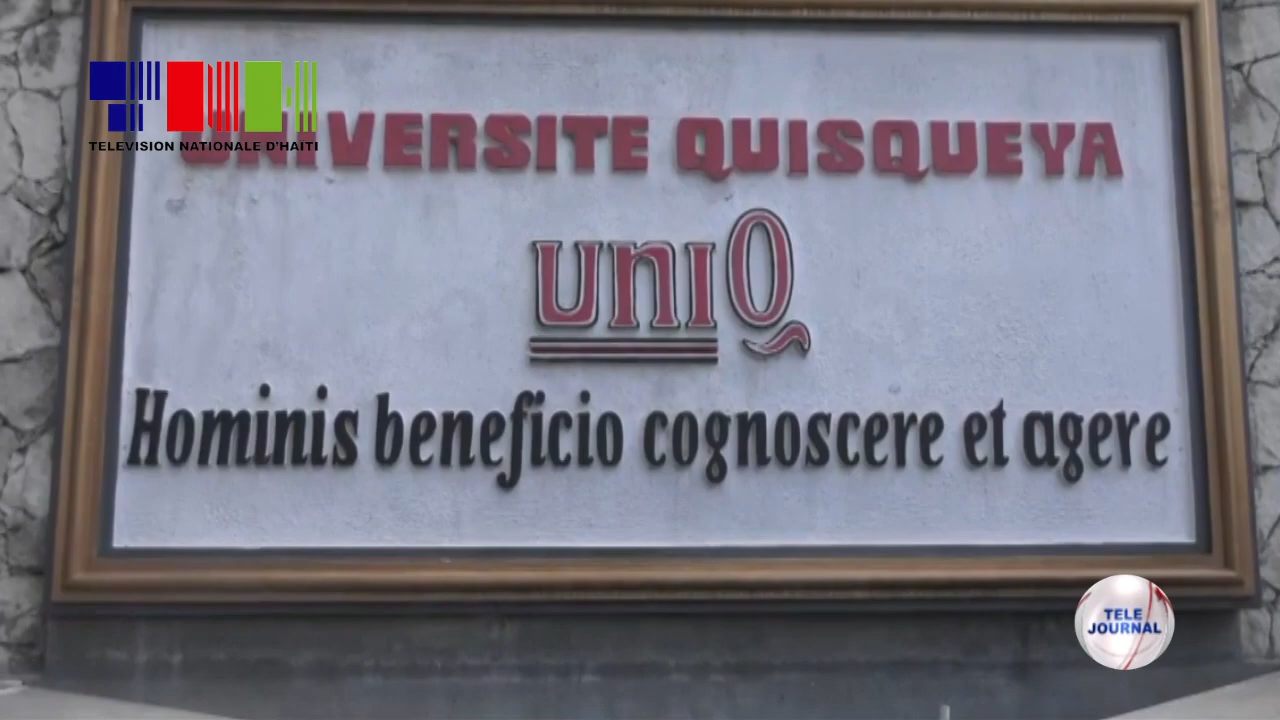 TELEVISION NATIONALE D'HAITI
UNIVERSITE QUISQUEYA
uniQ
Hominis beneficio cognoscere et agere
TELE
JOURNAL